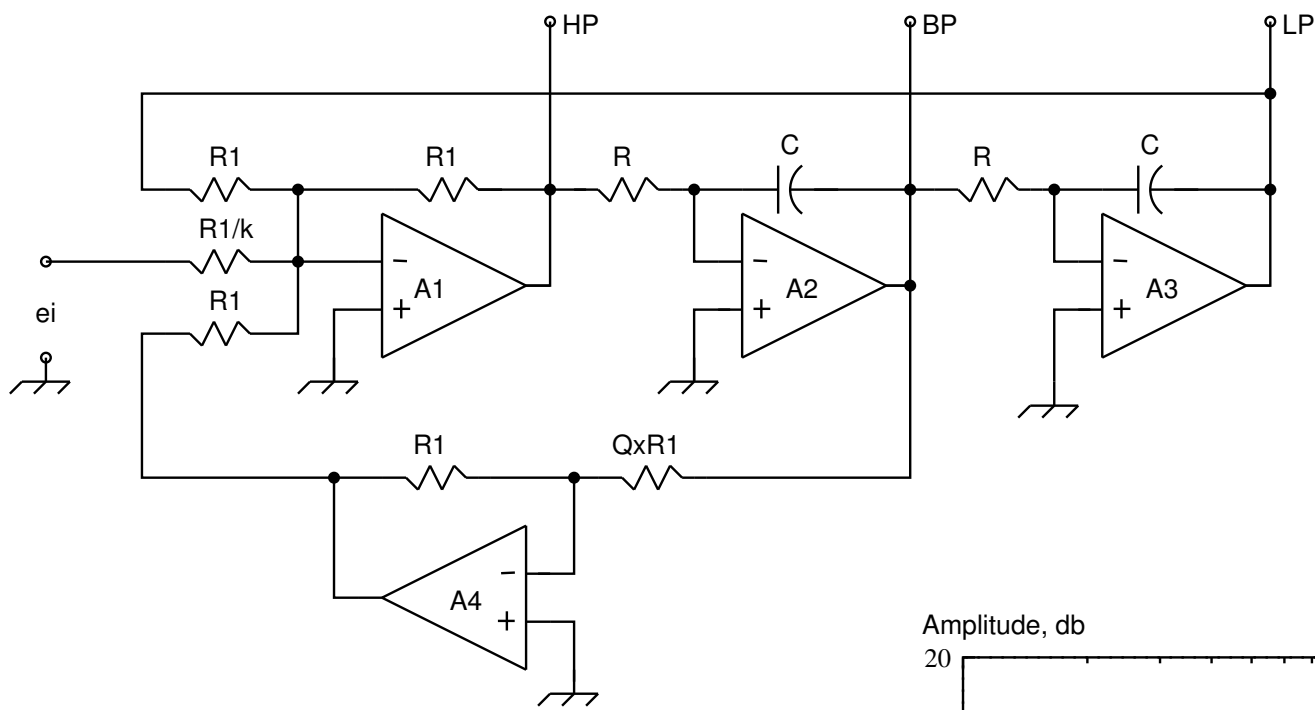 HP BP LP
R1 R1 R C R C
R1/k
− − −
A1 A2 A3
R1
+ + +
ei
R1 QxR1
−
A4
+
Amplitude, db
20